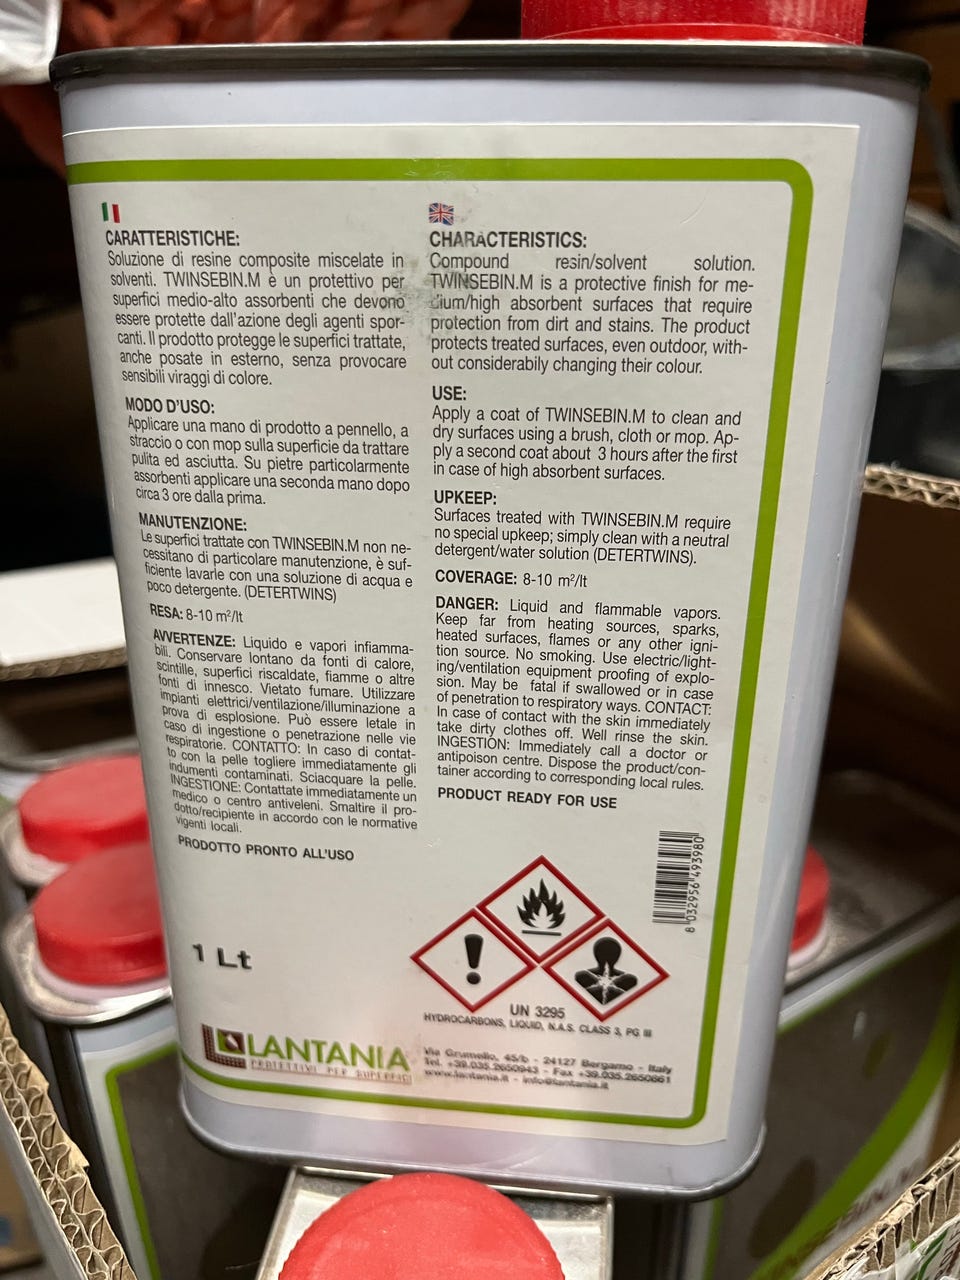 CARATTERISTICHE:
Soluzione di resine composite miscelate in
solventi. TWINSEBIN.M è un protettivo per
superfici medio-alto assorbenti che devono
essere protette dall'azione degli agenti spor-
canti. Il prodotto protegge le superfici trattate,
anche posate in esterno, senza provocare
sensibili viraggi di colore.
MODO D'USO:
Applicare una mano di prodotto a pennello, a
straccio o con mop sulla superficie da trattare
pulita ed asciutta. Su pietre particolarmente
assorbenti applicare una seconda mano dopo
circa 3 ore dalla prima.
MANUTENZIONE:
Le superfici trattate con TWINSEBIN.M non ne-
cessitano di particolare manutenzione, è suf-
ficiente lavarle con una soluzione di acqua e
poco detergente. (DETERTWINS)
RESA: 8-10 m²/lt
AVVERTENZE: Liquido e vapori infiamma-
bili. Conservare lontano da fonti di calore,
scintille, superfici riscaldate, fiamme o altre
fonti di innesco. Vietato fumare. Utilizzare
impianti elettrici/ventilazione/illuminazione a
prova di esplosione. Può essere letale in
caso di ingestione o penetrazione nelle vie
respiratorie. CONTATTO: In caso di contat-
to con la pelle togliere immediatamente gli
indumenti contaminati. Sciacquare la pelle.
INGESTIONE: Contattate immediatamente un
medico o centro antiveleni. Smaltire il pro-
dotto/recipiente in accordo con le normative
vigenti locali.
PRODOTTO PRONTO ALL'USO
CHARACTERISTICS:
Compound resin/solvent solution.
TWINSEBIN.M is a protective finish for me-
dium/high absorbent surfaces that require
protection from dirt and stains. The product
protects treated surfaces, even outdoor, with-
out considerabily changing their colour.
USE:
Apply a coat of TWINSEBIN.M to clean and
dry surfaces using a brush, cloth or mop. Ap-
ply a second coat about 3 hours after the first
in case of high absorbent surfaces.
UPKEEP:
Surfaces treated with TWINSEBIN.M require
no special upkeep; simply clean with a neutral
detergent/water solution (DETERTWINS).
COVERAGE: 8-10 m²/lt
DANGER: Liquid and flammable vapors.
Keep far from heating sources, sparks,
heated surfaces, flames or any other igni-
tion source. No smoking. Use electric/light-
ing/ventilation equipment proofing of explo-
sion. May be fatal if swallowed or in case
of penetration to respiratory ways. CONTACT:
In case of contact with the skin immediately
take dirty clothes off. Well rinse the skin.
INGESTION: Immediately call a doctor or
antipoison centre. Dispose the product/con-
tainer according to corresponding local rules.
PRODUCT READY FOR USE
8 032956 493980
1 Lt
UN 3295
HYDROCARBONS, LIQUID, N.A.S. CLASS 3, PG III
LANTANIA
PROTETTIVI PER SUPERFICI
Via Grumello, 45/b - 24127 Bergamo - Italy
Tel. +39.035.2650943 - Fax +39.035.2650661
www.lantania.it - info@lantania.it